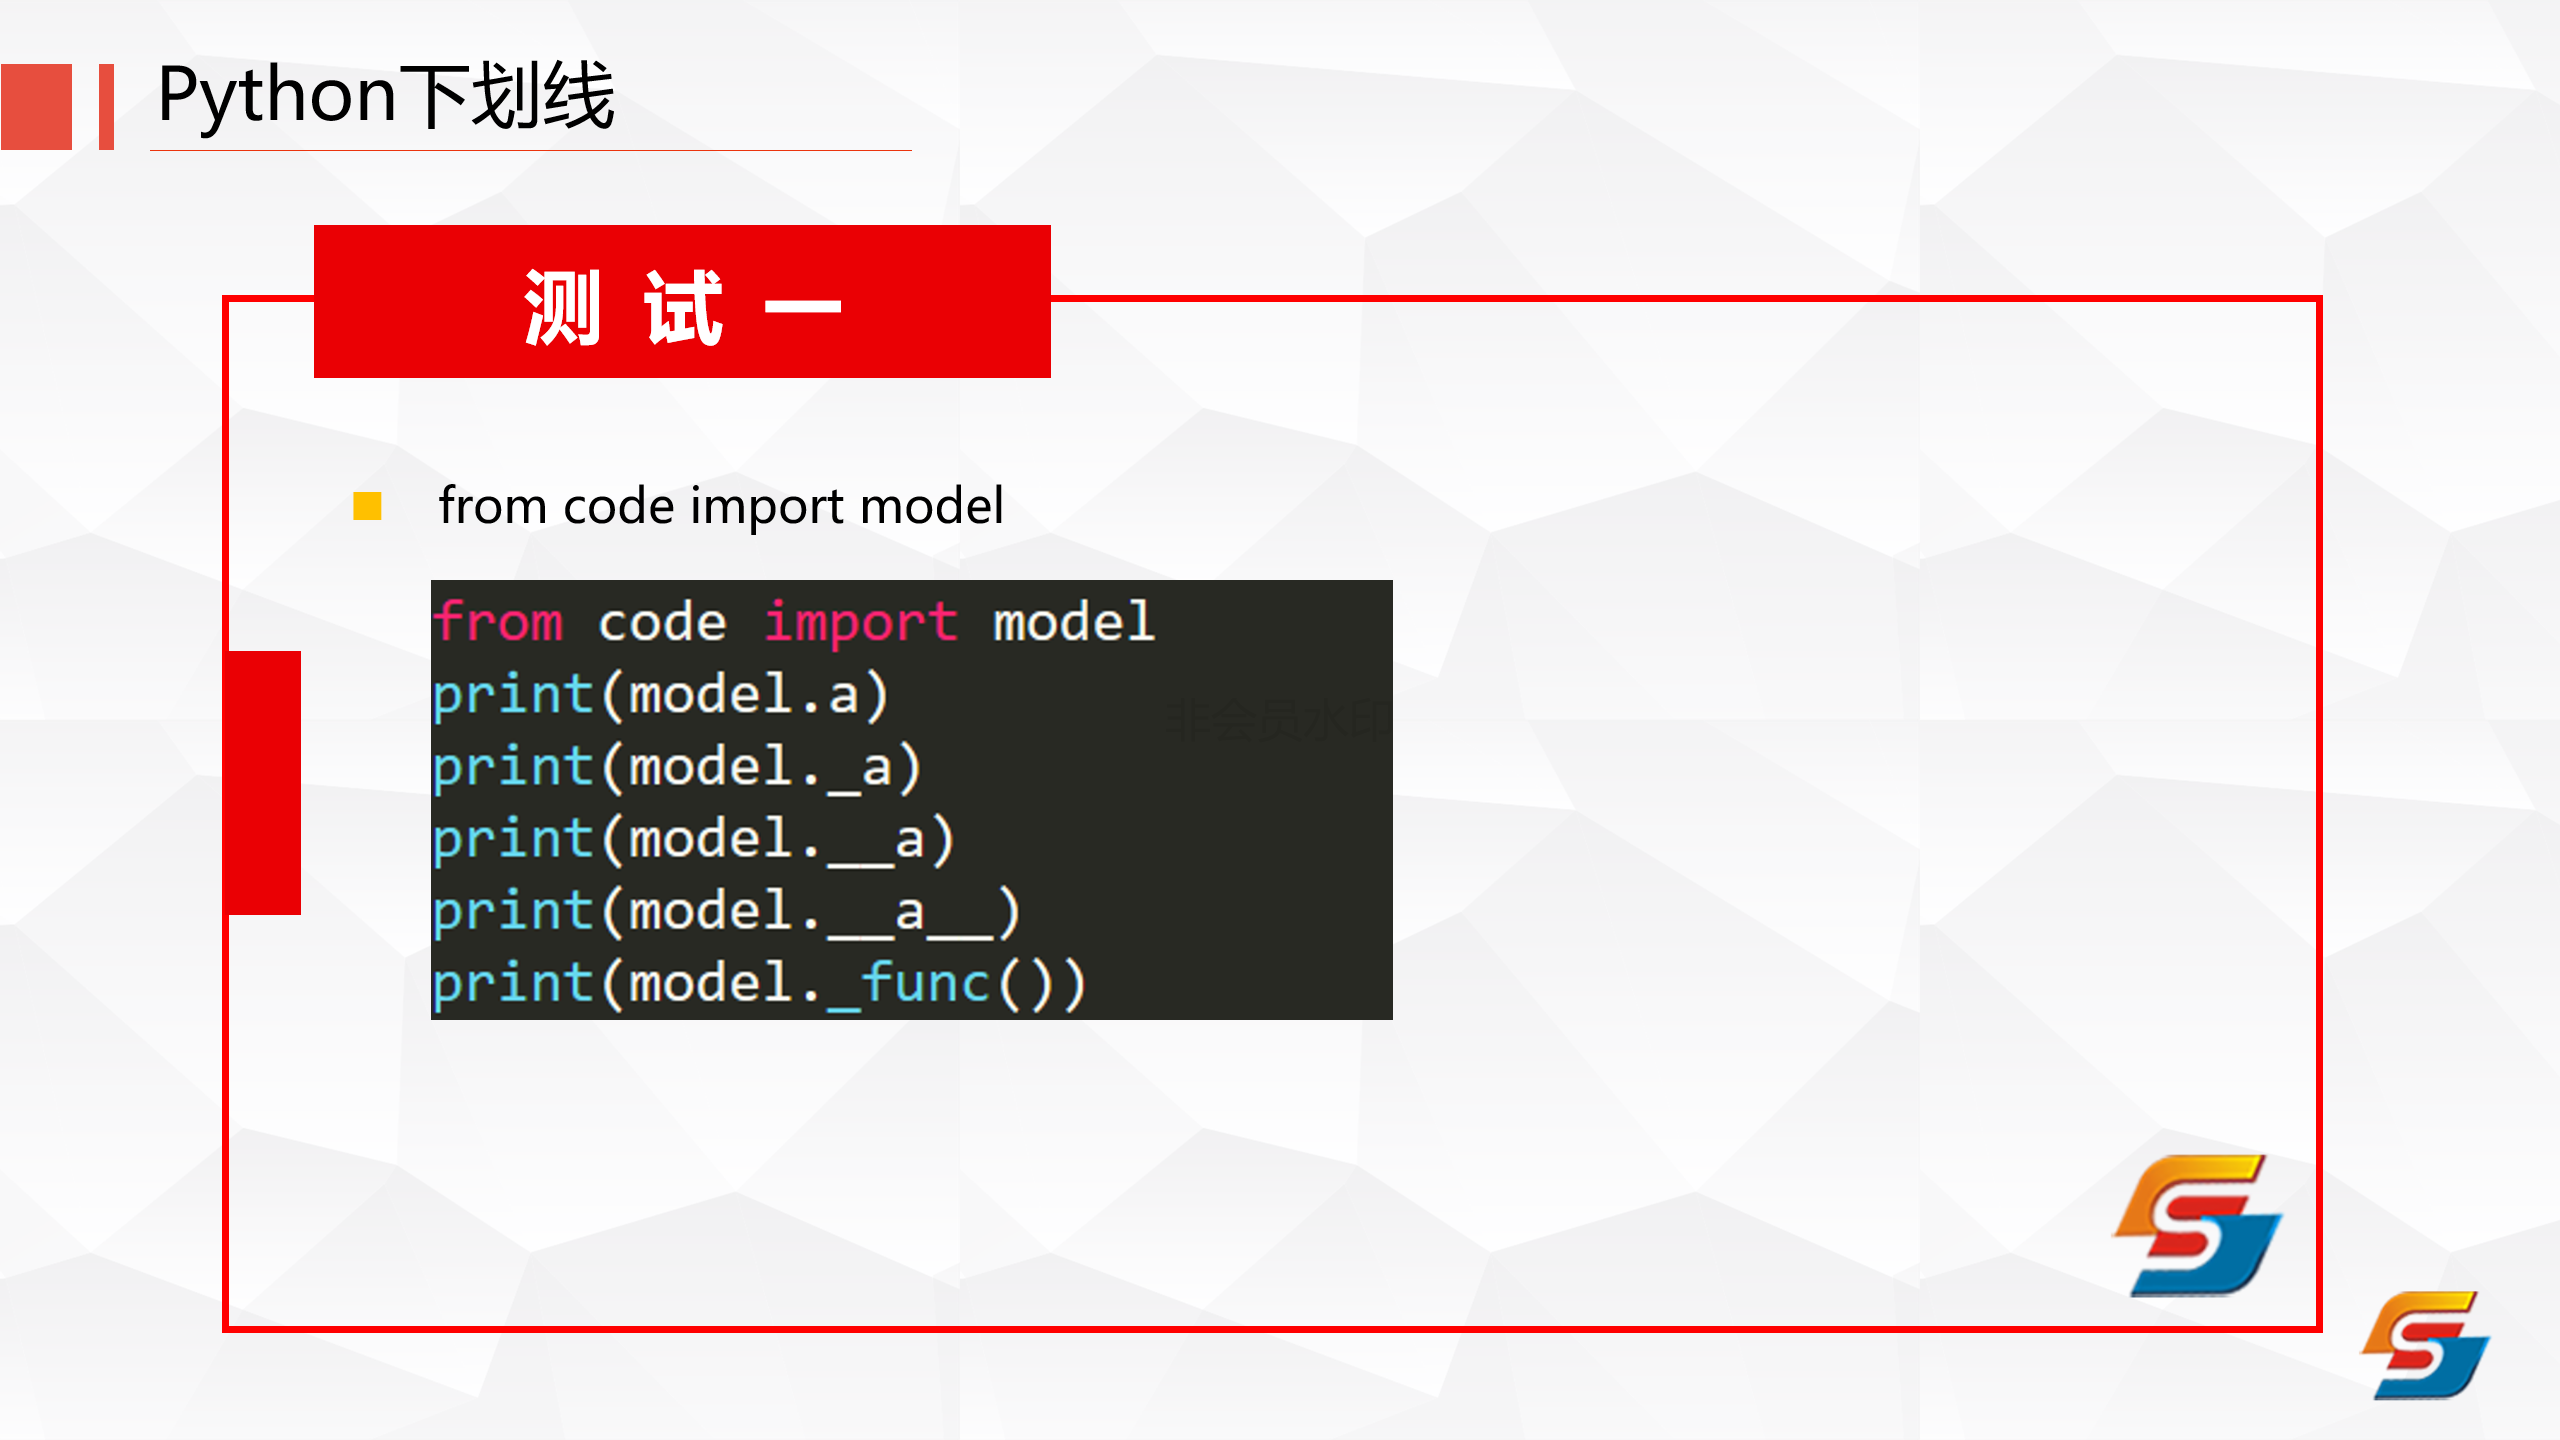 Python下划线
测 试 一
from code import model
from code import model
print(model.a)
print(model._a)
print(model.__a)
print(model.__a__)
print(model._func())
非会员水印